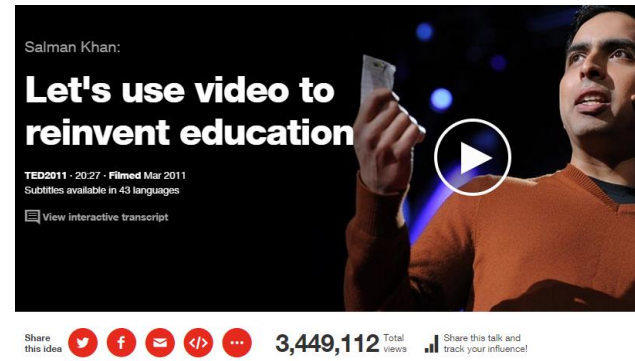 Salman Khan:
Let's use video to
reinvent education
TED2011 · 20:27 · Filmed Mar 2011
Subtitles available in 43 languages
View interactive transcript
Share
this idea
3,449,112 Total
views
Share this talk and
track your influence!